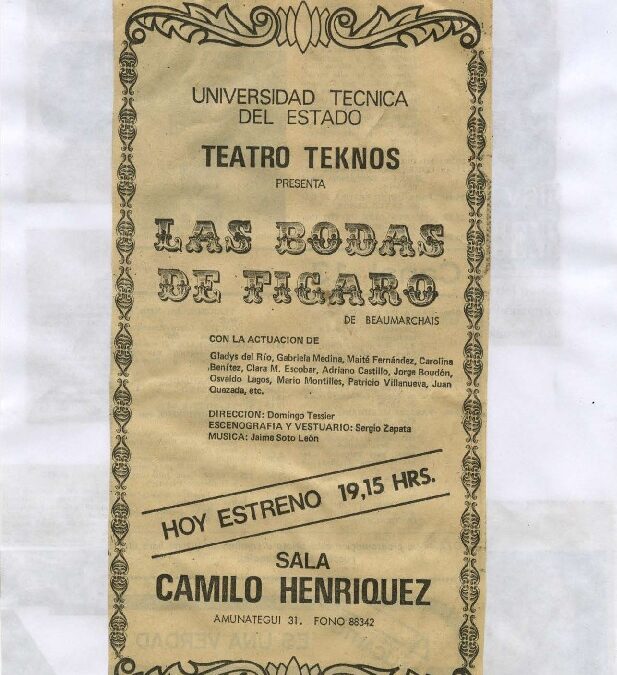 UNIVERSIDAD TECNICA
DEL ESTADO
TEATRO TEKNOS
PRESENTA
LAS BODAS
DE FIGARO
DE BEAUMARCHAIS
CON LA ACTUACION DE
Gladys del Río, Gabriela Medina, Maité Fernández, Carolina
Benítez, Clara M. Escobar, Adriano Castillo, Jorge Boudón,
Osvaldo Lagos, Mario Montilles, Patricio Villanueva, Juan
Quezada, etc.
DIRECCION: Domingo Tessier
ESCENOGRAFIA Y VESTUARIO: Sergio Zapata
MUSICA: Jaime Soto León
HOY ESTRENO 19,15 HRS.
SALA
CAMILO HENRIQUEZ
AMUNATEGUI 31. FONO 88342
ES UNA VERDAD